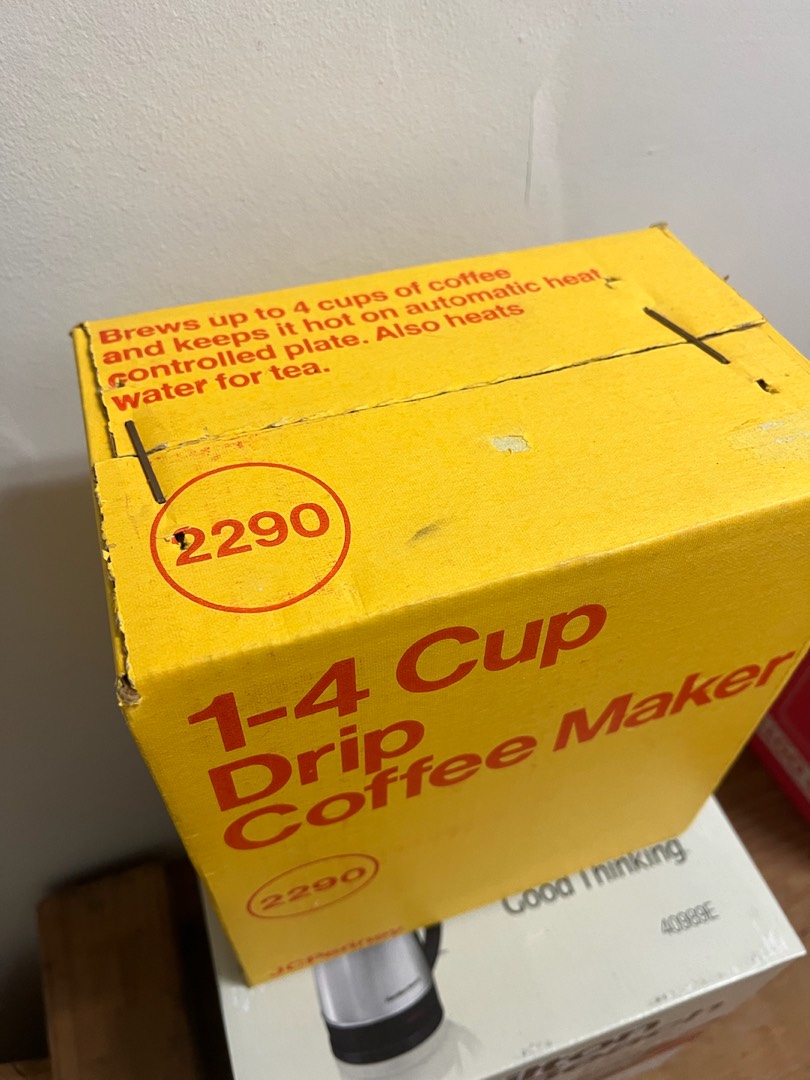 Brews up to 4 cups of coffee
and keeps it hot on automatic heat
controlled plate. Also heats
water for tea.
2290
1-4 Cup
Drip
Coffee Maker
2290
JCPenney
Good Thinking
40989E